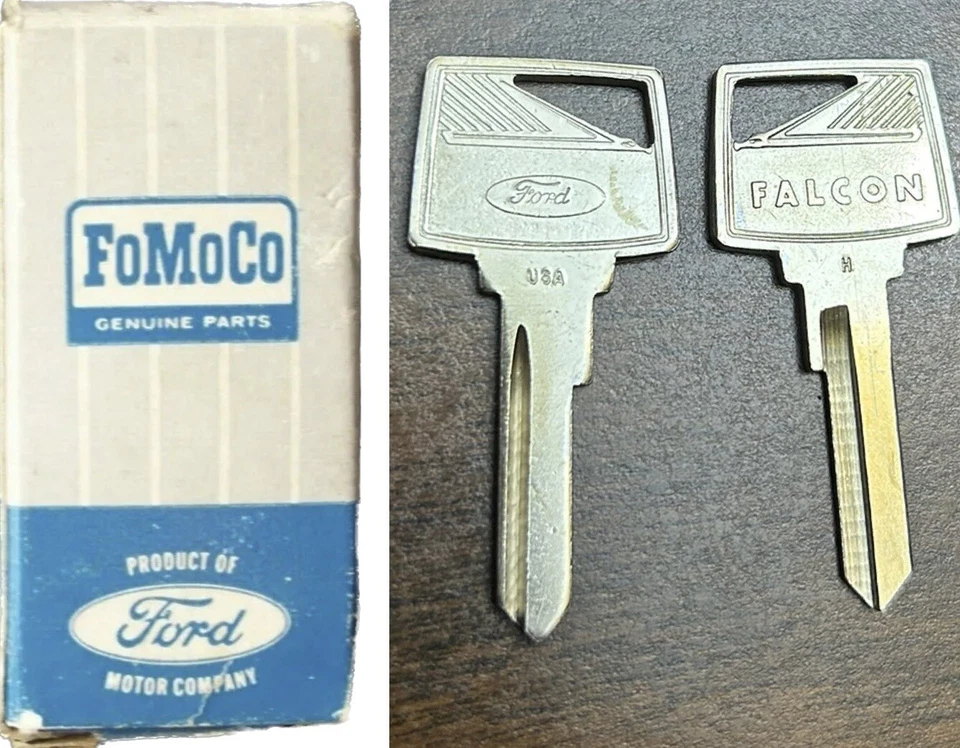 FoMoCo
GENUINE PARTS
PRODUCT OF
Ford
MOTOR COMPANY
Ford
USA
FALCON
H